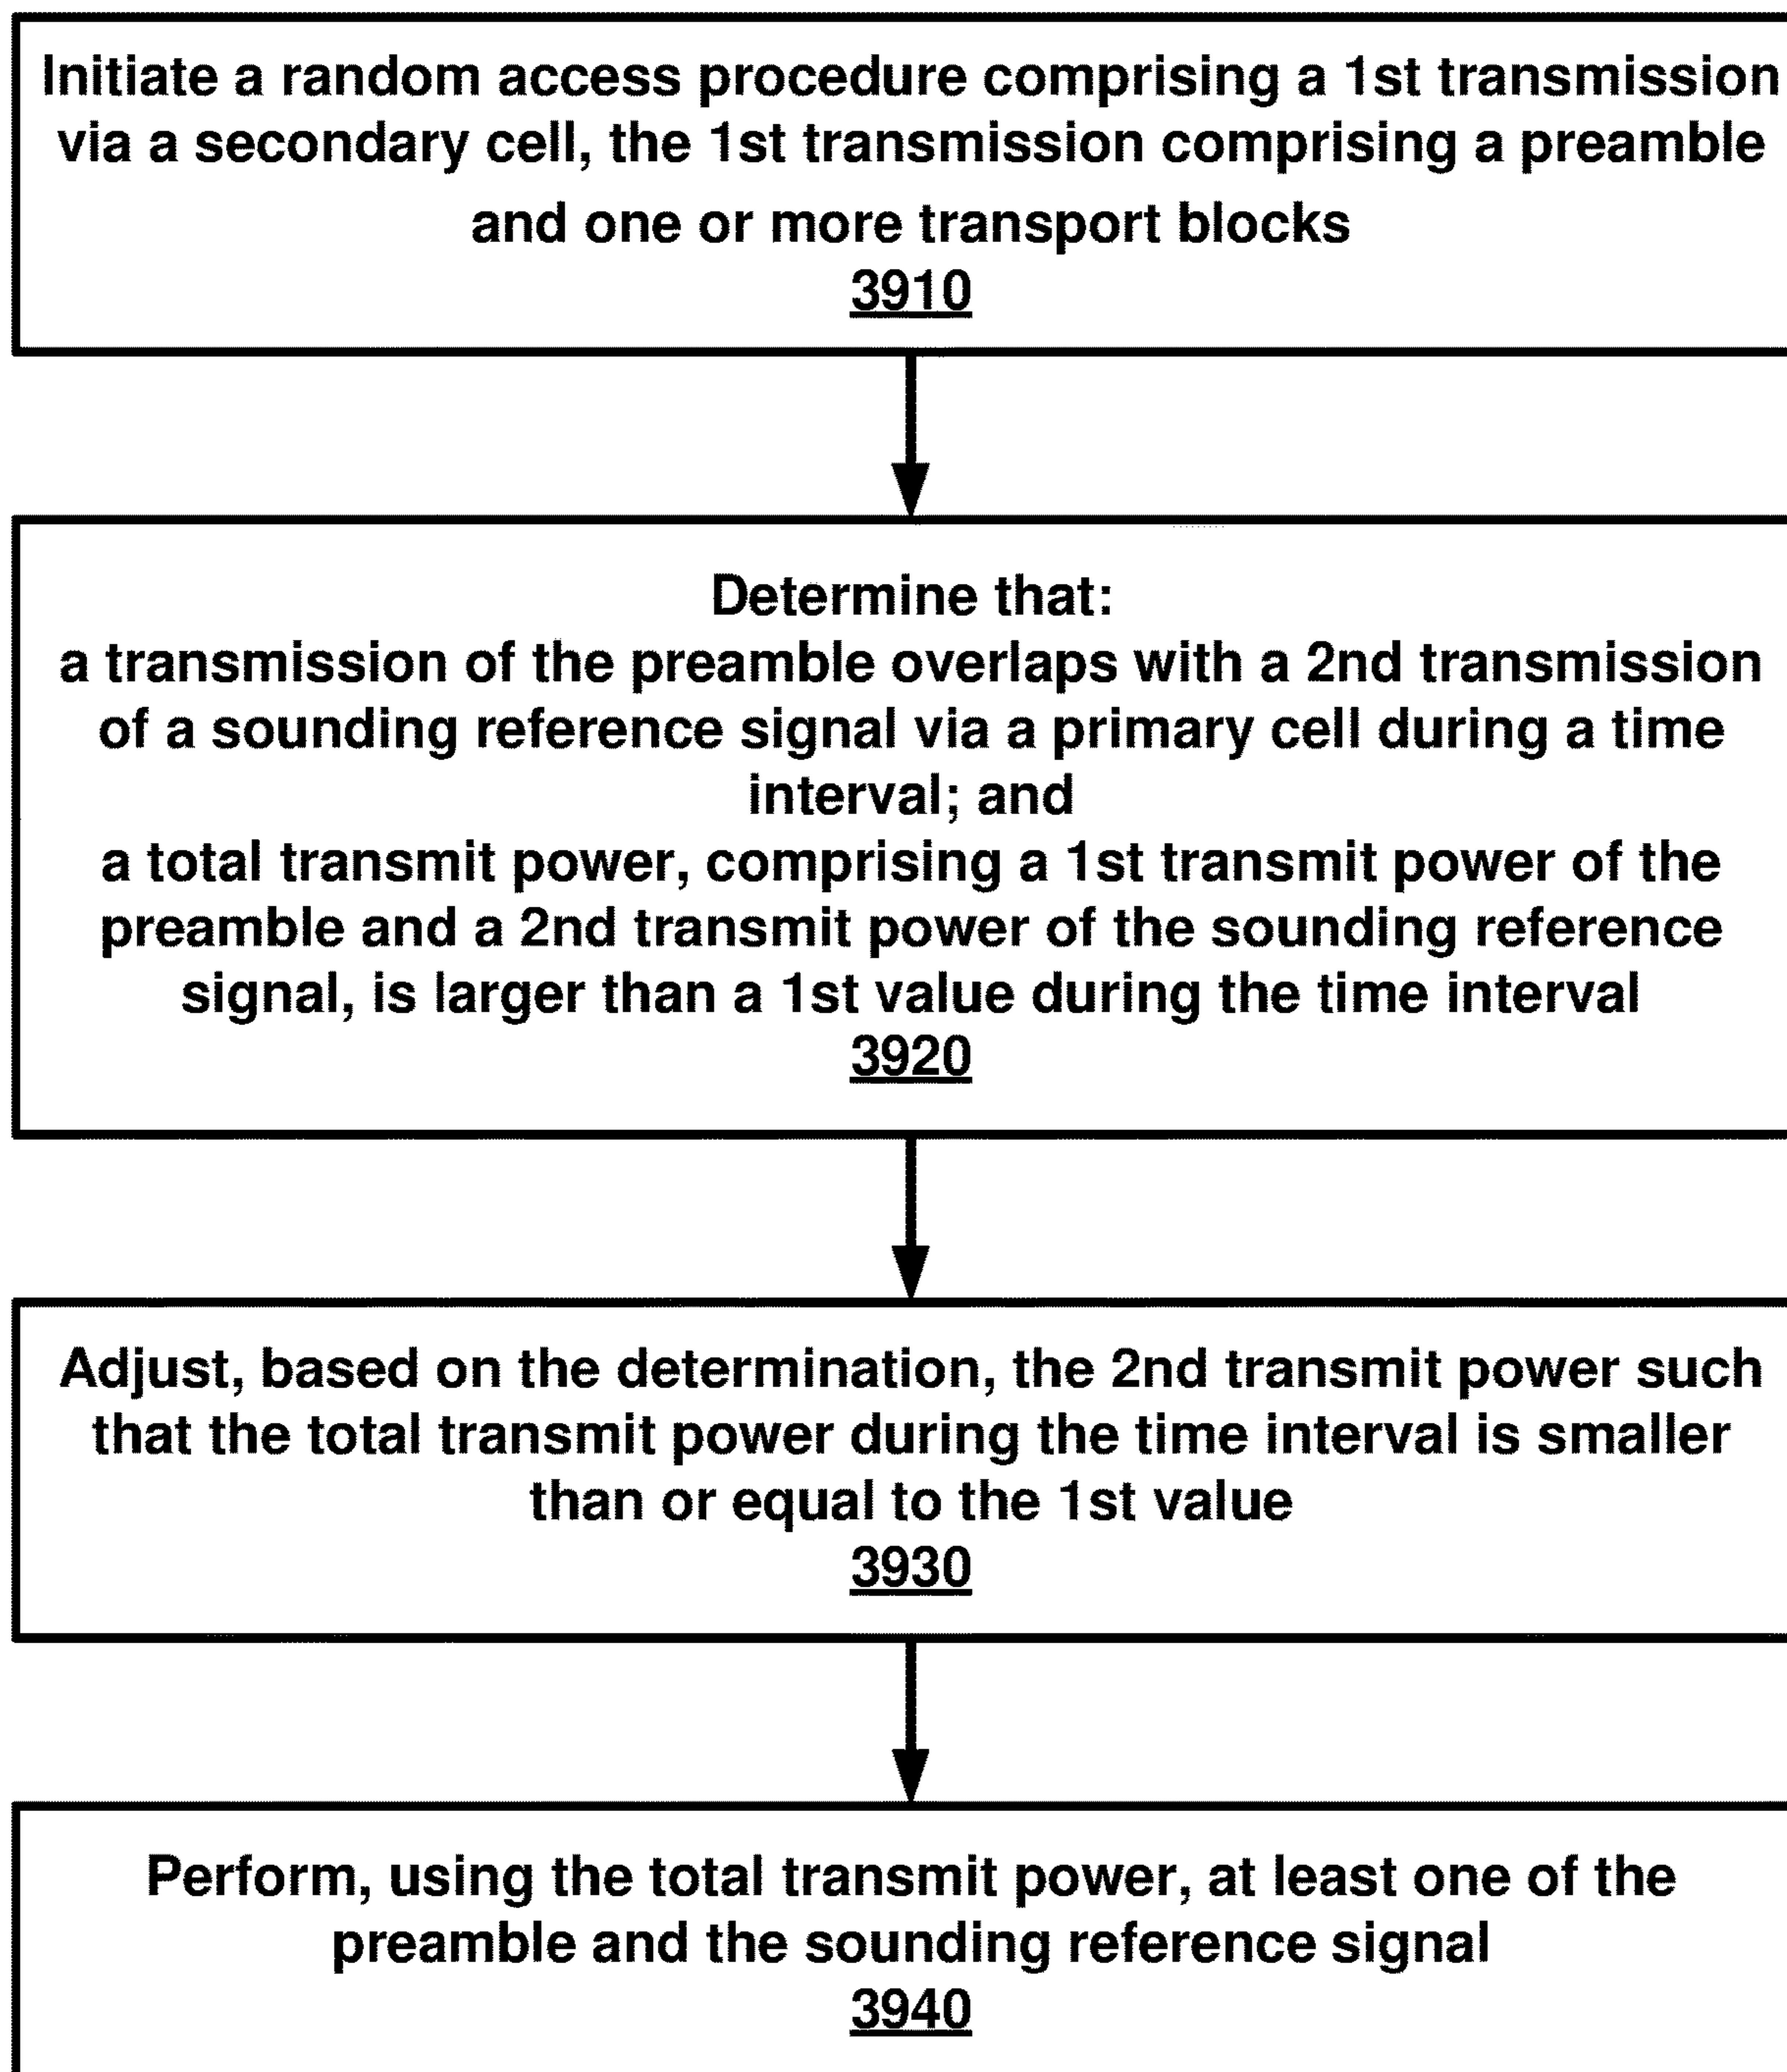 Initiate a random access procedure comprising a 1st transmission
via a secondary cell, the 1st transmission comprising a preamble
and one or more transport blocks
3910
Determine that:
a transmission of the preamble overlaps with a 2nd transmission
of a sounding reference signal via a primary cell during a time
interval; and
a total transmit power, comprising a 1st transmit power of the
preamble and a 2nd transmit power of the sounding reference
signal, is larger than a 1st value during the time interval
3920
Adjust, based on the determination, the 2nd transmit power such
that the total transmit power during the time interval is smaller
than or equal to the 1st value
3930
Perform, using the total transmit power, at least one of the
preamble and the sounding reference signal
3940